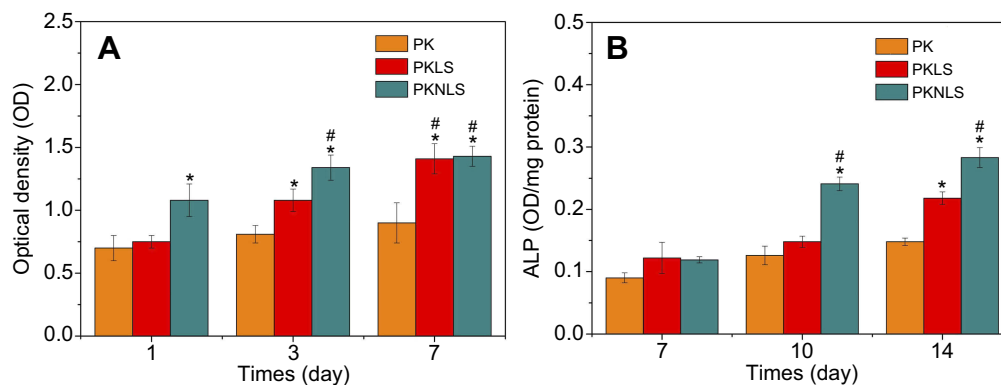 A
PK
PKLS
PKNLS
Optical density (OD)
2.5
2.0
1.5
1.0
0.5
0.0
*
*
#
*
#
*
#
*
1
3
7
Times (day)
B
PK
PKLS
PKNLS
ALP (OD/mg protein)
0.5
0.4
0.3
0.2
0.1
0.0
#
*
*
#
*
7
10
14
Times (day)